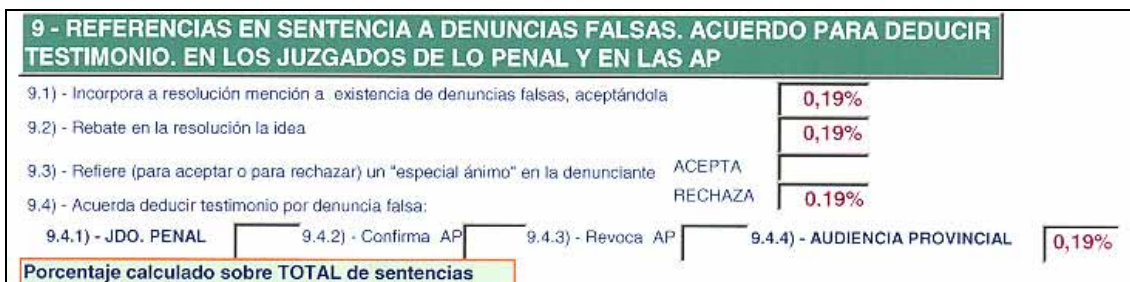 9 - REFERENCIAS EN SENTENCIA A DENUNCIAS FALSAS. ACUERDO PARA DEDUCIR
TESTIMONIO. EN LOS JUZGADOS DE LO PENAL Y EN LAS AP
9.1) - Incorpora a resolución mención a existencia de denuncias falsas, aceptándola 0,19%
9.2) - Rebate en la resolución la idea 0,19%
9.3) - Refiere (para aceptar o para rechazar) un "especial ánimo" en la denunciante ACEPTA
RECHAZA 0.19%
9.4) - Acuerda deducir testimonio por denuncia falsa:
9.4.1) - JDO. PENAL 9.4.2) - Confirma AP 9.4.3) - Revoca AP 9.4.4) - AUDIENCIA PROVINCIAL 0,19%
Porcentaje calculado sobre TOTAL de sentencias